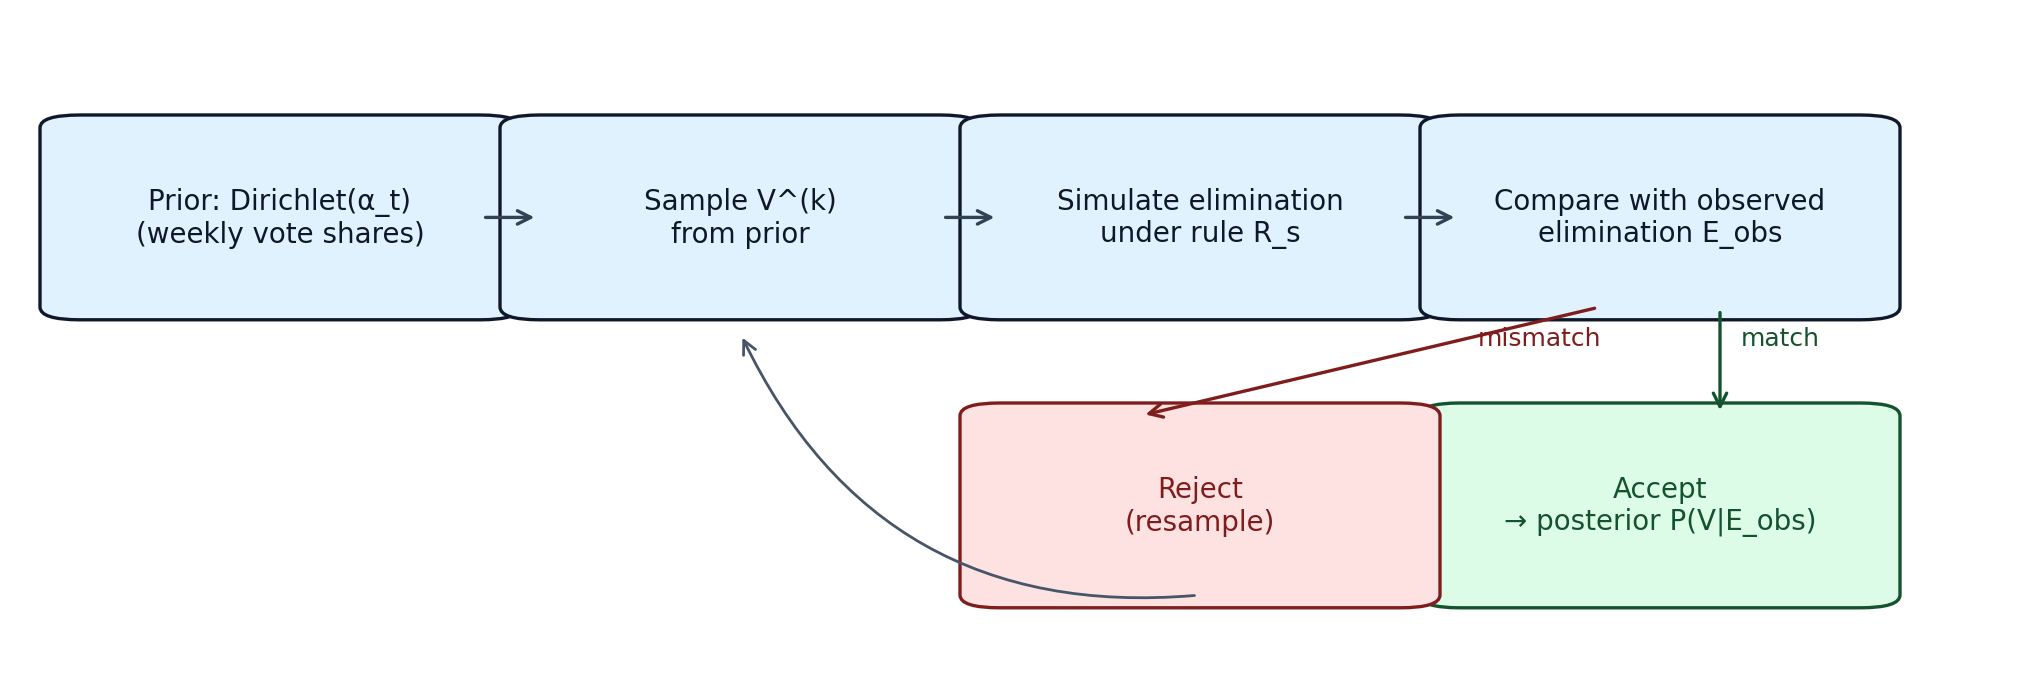 Prior: Dirichlet(α_t)
(weekly vote shares)
Sample V^(k)
from prior
Simulate elimination
under rule R_s
Compare with observed
elimination E_obs
mismatch
match
Reject
(resample)
Accept
→ posterior P(V|E_obs)